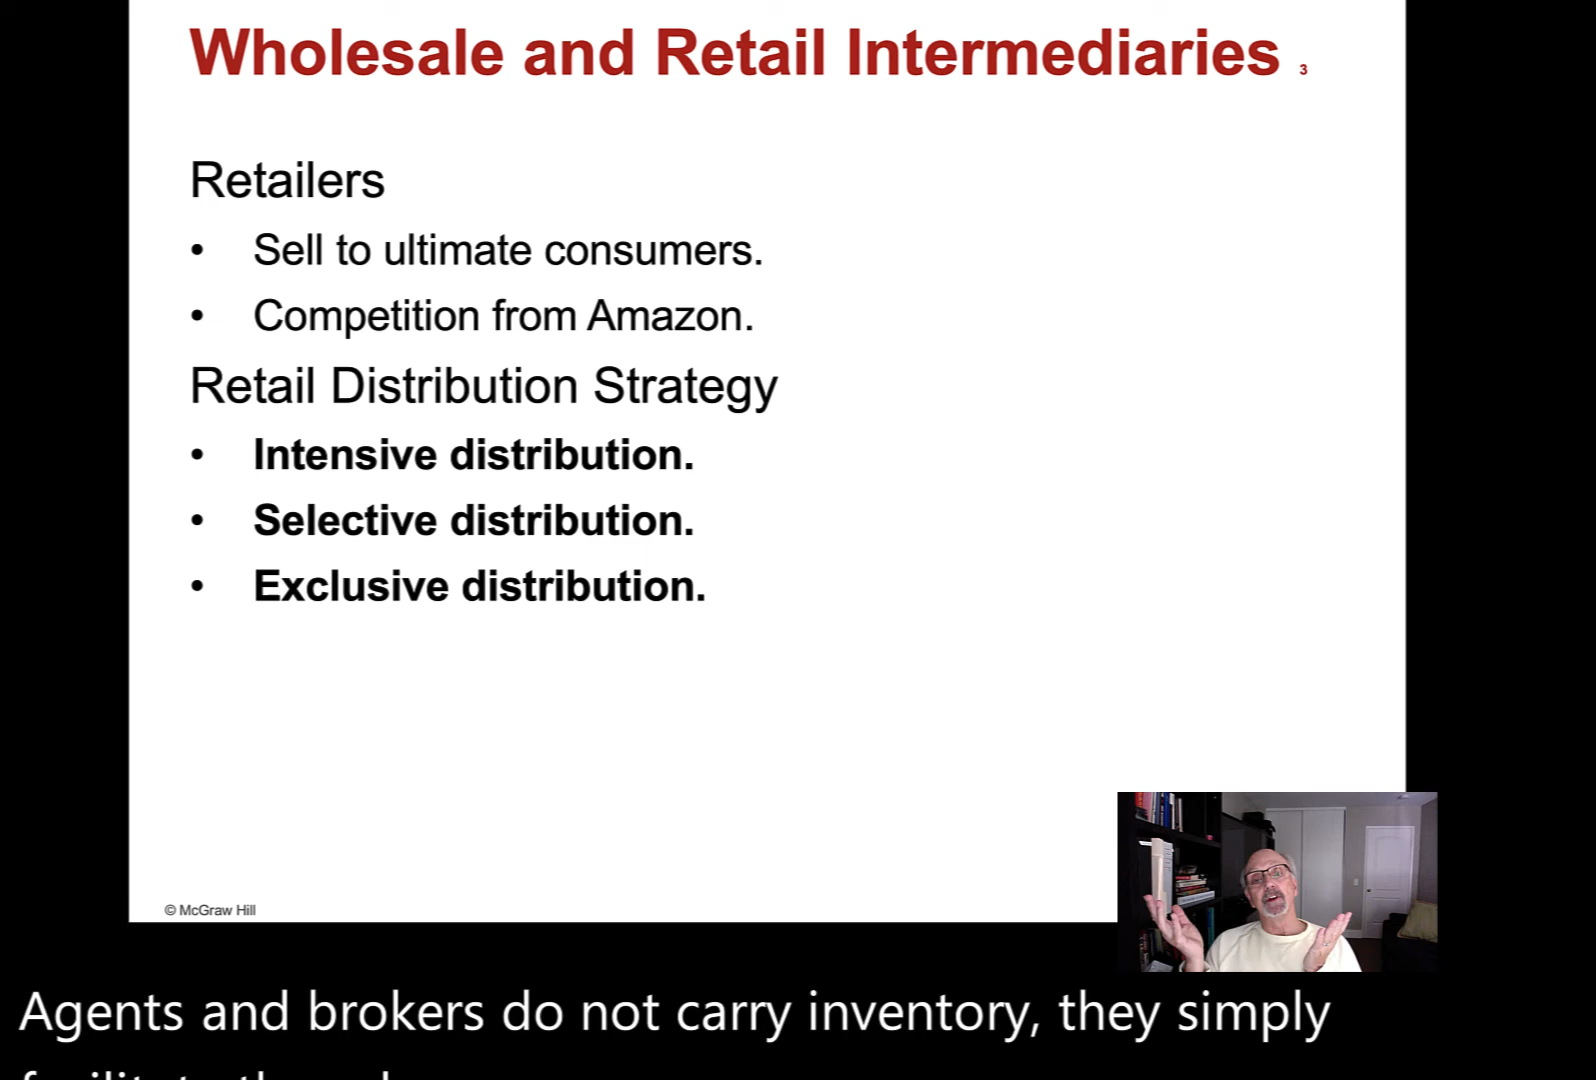 Wholesale and Retail Intermediaries 3
Retailers
• Sell to ultimate consumers.
• Competition from Amazon.
Retail Distribution Strategy
• Intensive distribution.
• Selective distribution.
• Exclusive distribution.
© McGraw Hill
Agents and brokers do not carry inventory, they simply